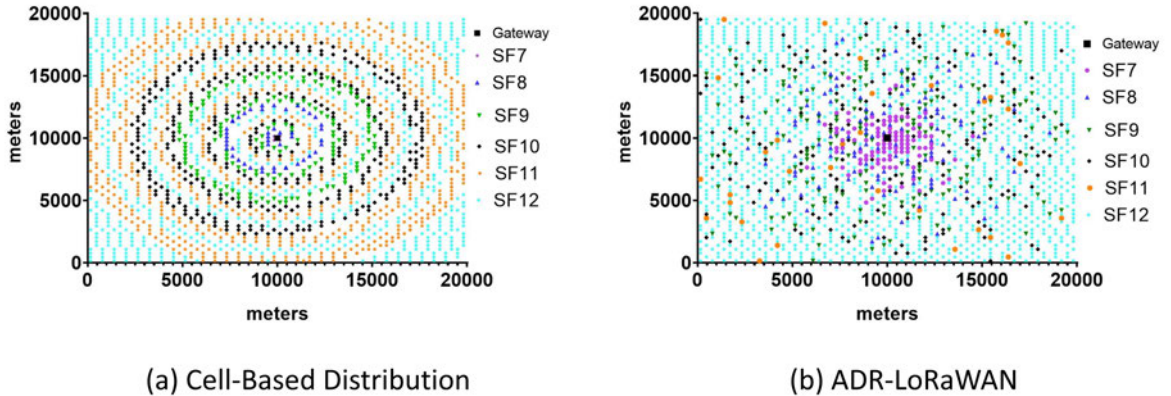 20000
15000
10000
5000
0
meters
0 5000 10000 15000 20000
meters
Gateway
SF7
SF8
SF9
SF10
SF11
SF12
(a) Cell-Based Distribution
20000
15000
10000
5000
0
meters
0 5000 10000 15000 20000
meters
Gateway
SF7
SF8
SF9
SF10
SF11
SF12
(b) ADR-LoRaWAN